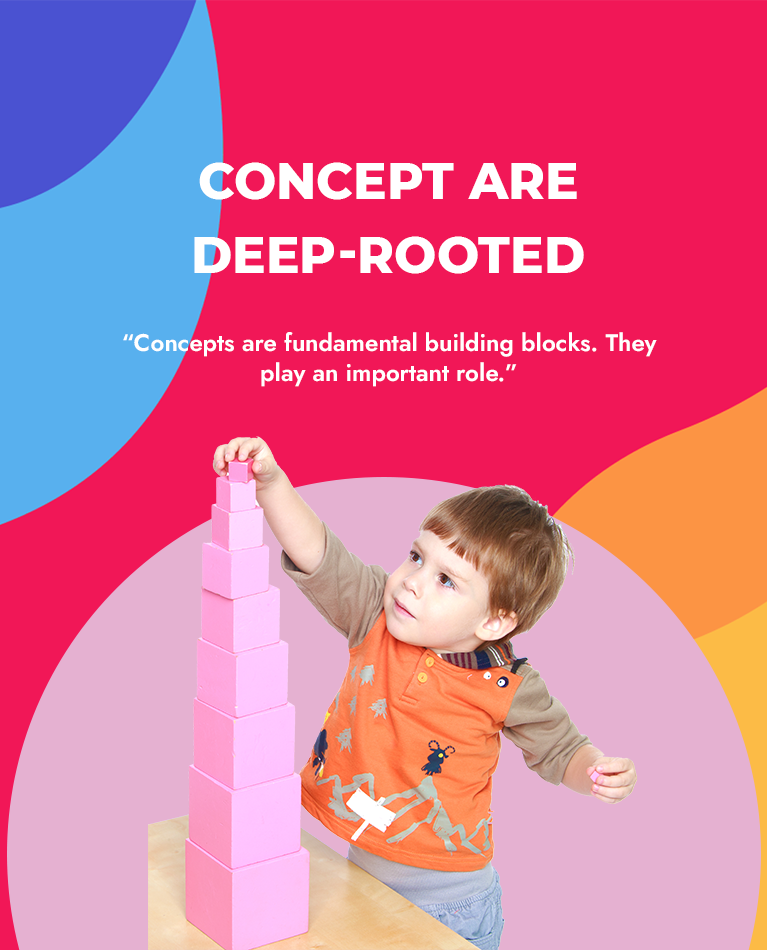 CONCEPT ARE
DEEP-ROOTED
“Concepts are fundamental building blocks. They
play an important role.”